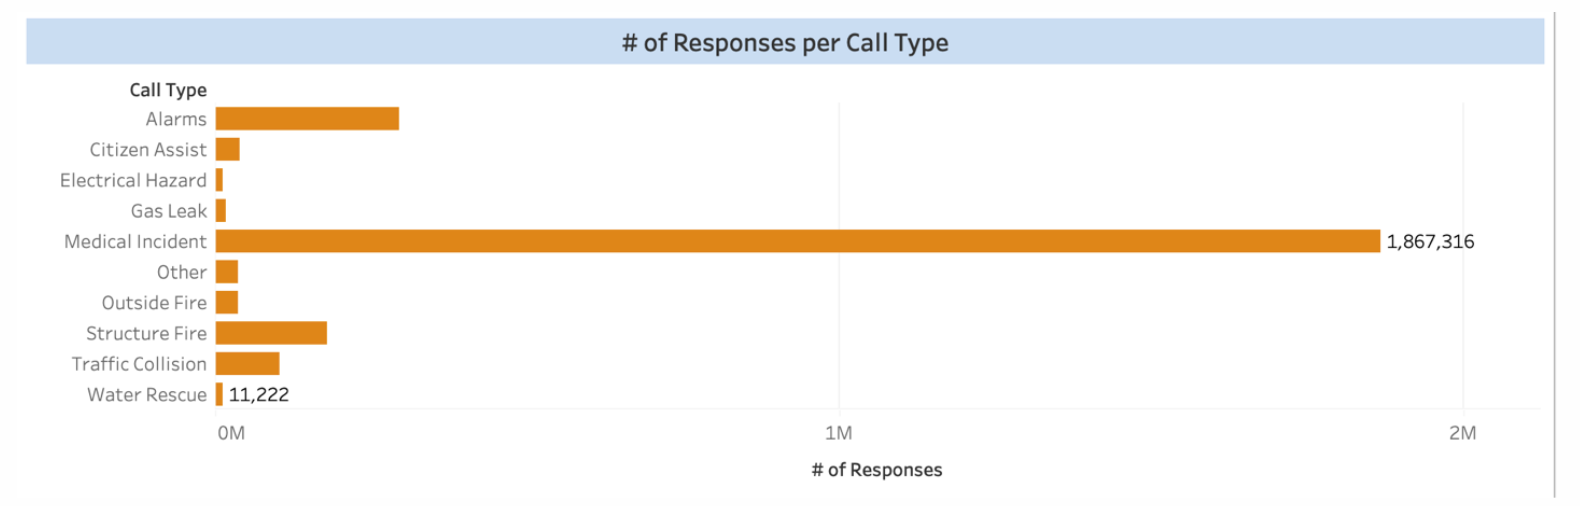 # of Responses per Call Type
Call Type
Alarms
Citizen Assist
Electrical Hazard
Gas Leak
Medical Incident 1,867,316
Other
Outside Fire
Structure Fire
Traffic Collision
Water Rescue 11,222
0M 1M 2M
# of Responses